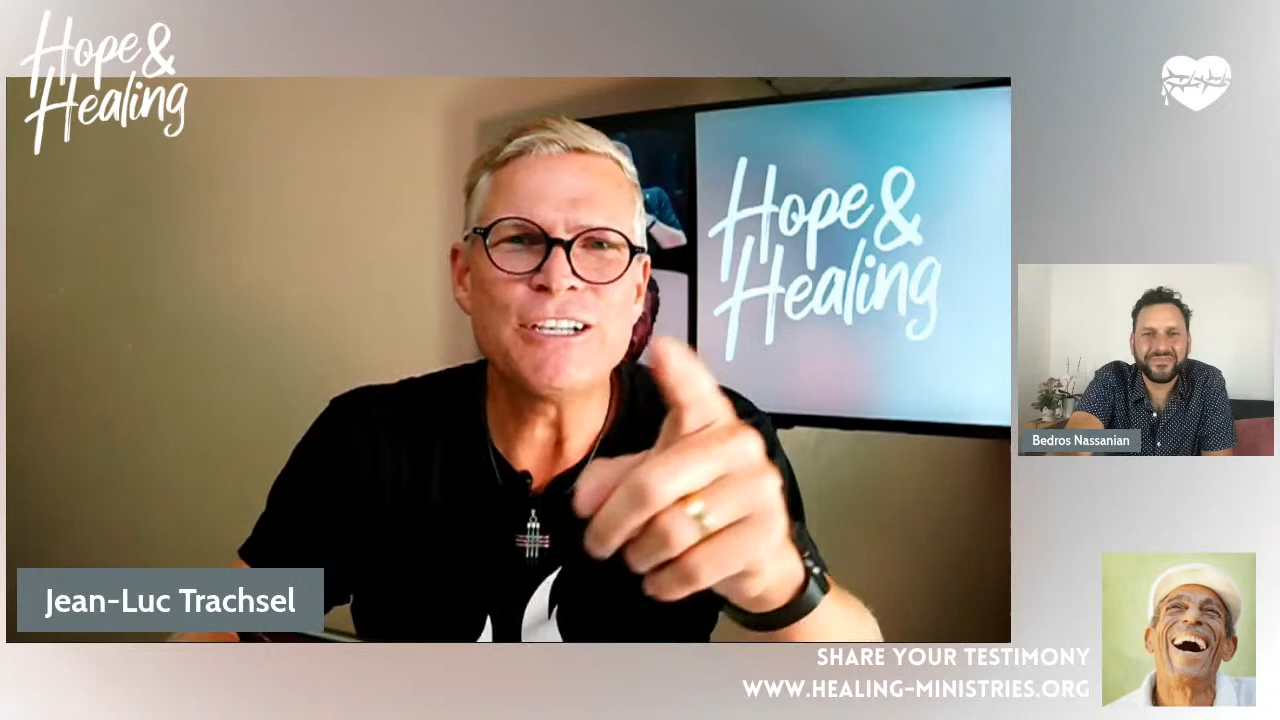 Hope &
Healing
Hope &
Healing
Bedros Nassanian
Jean-Luc Trachsel
SHARE YOUR TESTIMONY
WWW.HEALING-MINISTRIES.ORG